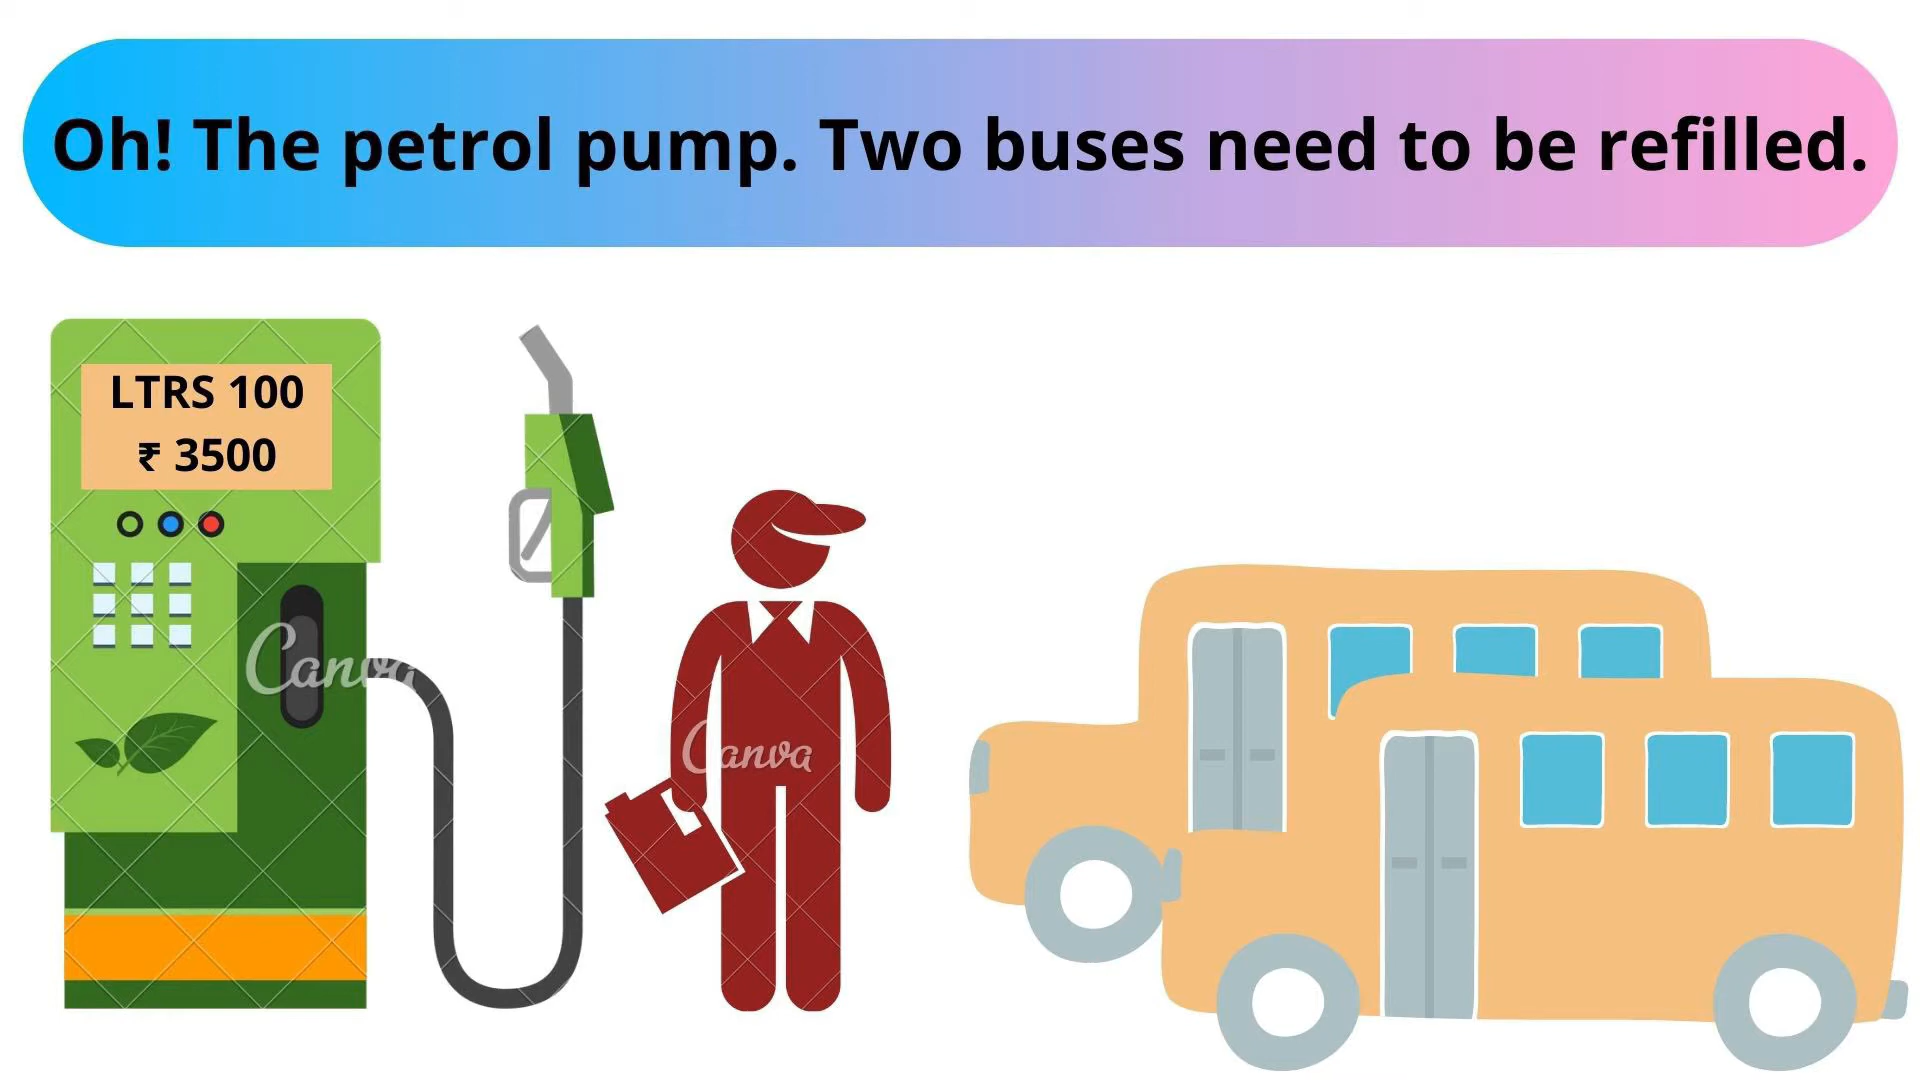 Oh! The petrol pump. Two buses need to be refilled.
LTRS 100
₹ 3500
Canva
Canva